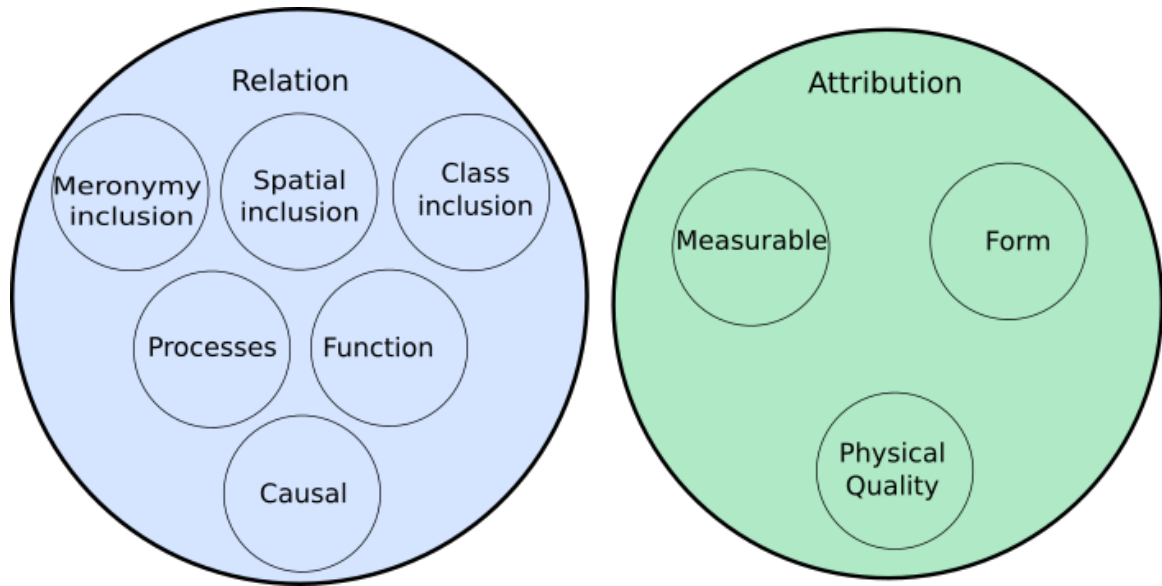 Relation
Meronymy
inclusion
Spatial
inclusion
Class
inclusion
Processes
Function
Causal
Attribution
Measurable
Form
Physical
Quality